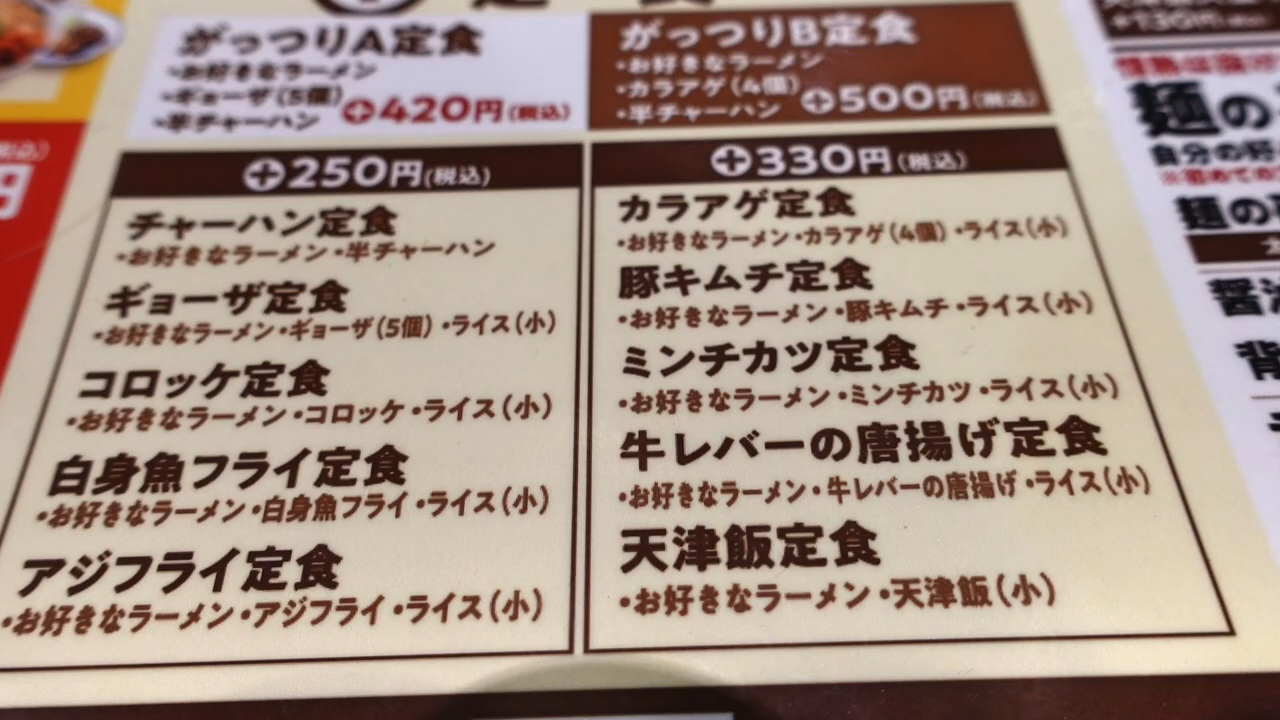 定食
がっつりA定食
・お好きなラーメン
・ギョーザ(5個)
・半チャーハン
⊕420円(税込)
がっつりB定食
・お好きなラーメン
・カラアゲ(4個)
・半チャーハン
⊕500円(税込)
⊕250円(税込)
チャーハン定食
・お好きなラーメン・半チャーハン
ギョーザ定食
・お好きなラーメン・ギョーザ(5個)・ライス(小)
コロッケ定食
・お好きなラーメン・コロッケ・ライス(小)
白身魚フライ定食
・お好きなラーメン・白身魚フライ・ライス(小)
アジフライ定食
・お好きなラーメン・アジフライ・ライス(小)
⊕330円(税込)
カラアゲ定食
・お好きなラーメン・カラアゲ(4個)・ライス(小)
豚キムチ定食
・お好きなラーメン・豚キムチ・ライス(小)
ミンチカツ定食
・お好きなラーメン・ミンチカツ・ライス(小)
牛レバーの唐揚げ定食
・お好きなラーメン・牛レバーの唐揚げ・ライス(小)
天津飯定食
・お好きなラーメン・天津飯(小)
円
麺の
自分の好
麺の
醤
背